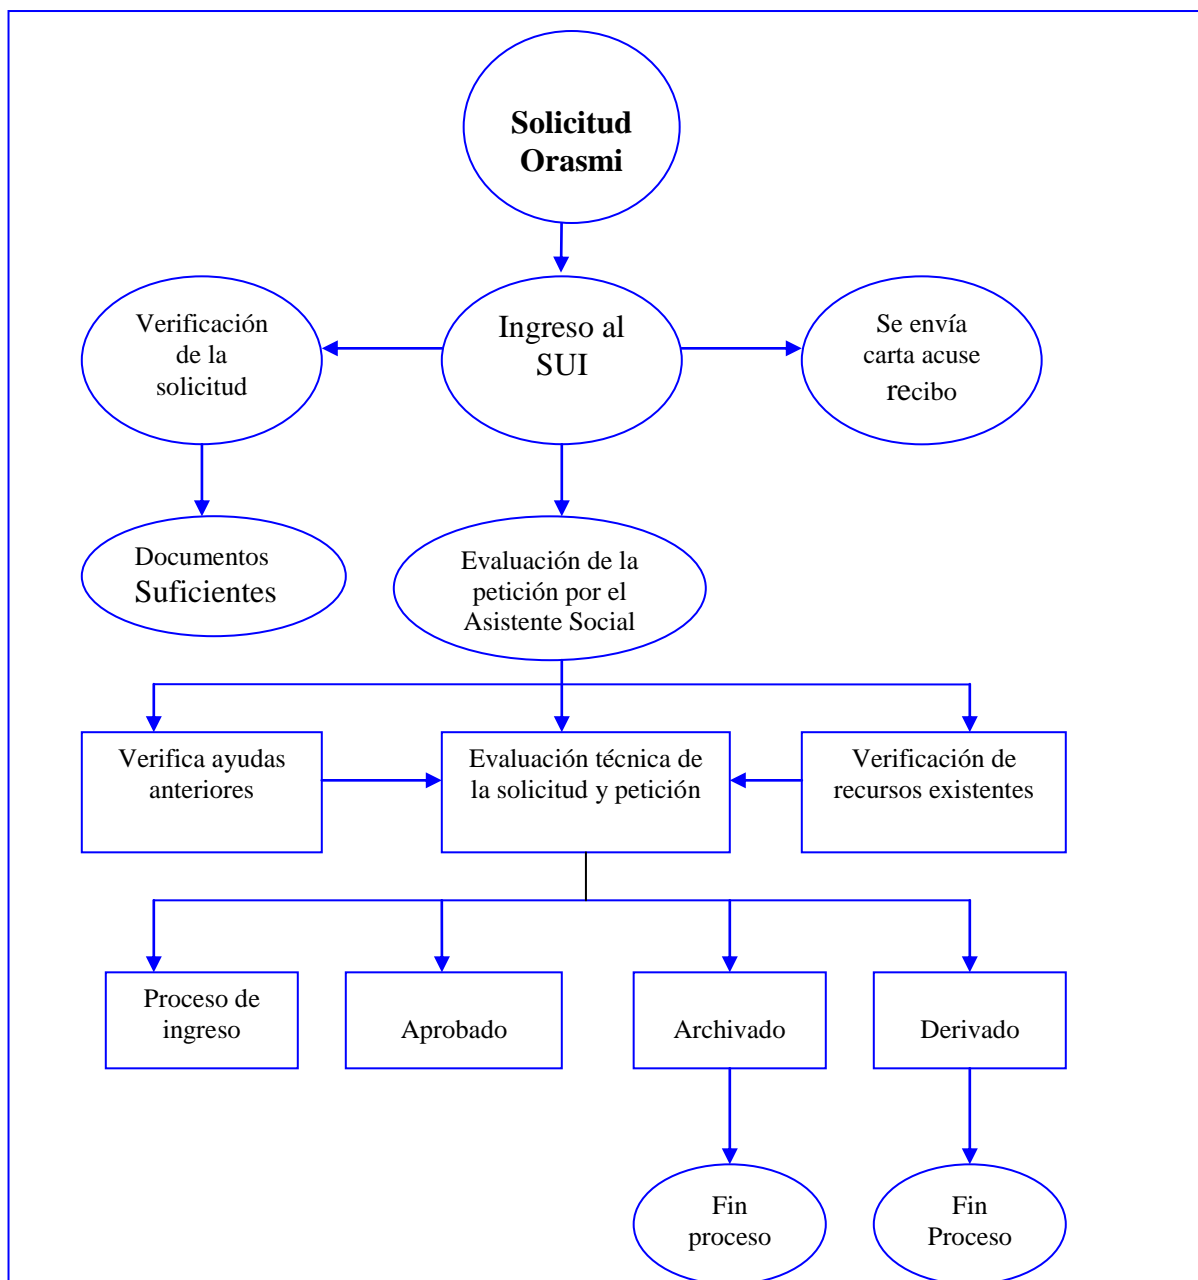 Solicitud
Orasmi
Verificación
de la
solicitud
Ingreso al
SUI
Se envía
carta acuse
recibo
Documentos
Suficientes
Evaluación de la
petición por el
Asistente Social
Verifica ayudas
anteriores
Evaluación técnica de
la solicitud y petición
Verificación de
recursos existentes
Proceso de
ingreso
Aprobado
Archivado
Derivado
Fin
proceso
Fin
Proceso